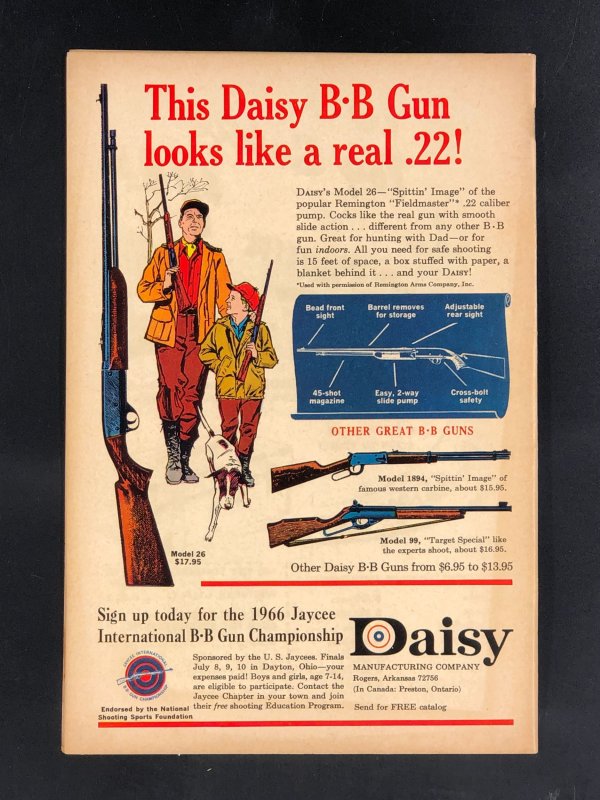 This Daisy B·B Gun
looks like a real .22!
DAISY's Model 26—"Spittin' Image" of the
popular Remington "Fieldmaster"* .22 caliber
pump. Cocks like the real gun with smooth
slide action . . . different from any other B·B
gun. Great for hunting with Dad—or for
fun indoors. All you need for safe shooting
is 15 feet of space, a box stuffed with paper, a
blanket behind it . . . and your DAISY!
*Used with permission of Remington Arms Company, Inc.
Bead front
sight
Barrel removes
for storage
Adjustable
rear sight
45-shot
magazine
Easy, 2-way
slide pump
Cross-bolt
safety
OTHER GREAT B·B GUNS
Model 1894, "Spittin' Image" of
famous western carbine, about $15.95.
Model 99, "Target Special" like
the experts shoot, about $16.95.
Model 26
$17.95
Other Daisy B·B Guns from $6.95 to $13.95
Sign up today for the 1966 Jaycee
International B·B Gun Championship
Sponsored by the U. S. Jaycees. Finals
July 8, 9, 10 in Dayton, Ohio—your
expenses paid! Boys and girls, age 7-14,
are eligible to participate. Contact the
Jaycee Chapter in your town and join
their free shooting Education Program.
JAYCEE INTERNATIONAL
B·B GUN CHAMPIONSHIP
Endorsed by the National
Shooting Sports Foundation
Daisy
MANUFACTURING COMPANY
Rogers, Arkansas 72756
(In Canada: Preston, Ontario)
Send for FREE catalog